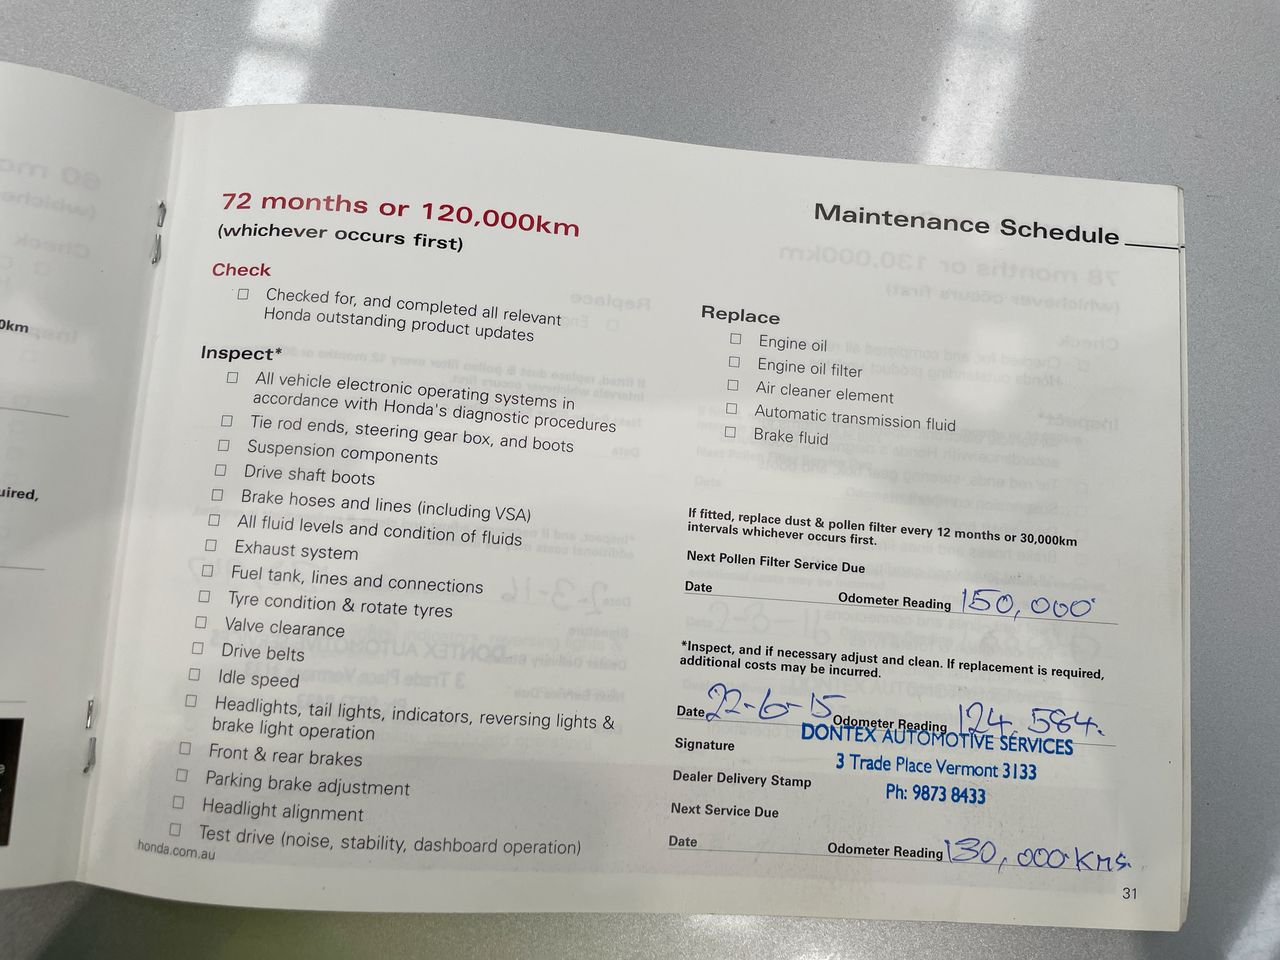 72 months or 120,000km
(whichever occurs first)
Check
Checked for, and completed all relevant
Honda outstanding product updates
Inspect*
All vehicle electronic operating systems in
accordance with Honda's diagnostic procedures
Tie rod ends, steering gear box, and boots
Suspension components
Drive shaft boots
Brake hoses and lines (including VSA)
All fluid levels and condition of fluids
Exhaust system
Fuel tank, lines and connections
Tyre condition & rotate tyres
Valve clearance
Drive belts
Idle speed
Headlights, tail lights, indicators, reversing lights &
brake light operation
Front & rear brakes
Parking brake adjustment
Headlight alignment
Test drive (noise, stability, dashboard operation)
honda.com.au
Maintenance Schedule
Replace
Engine oil
Engine oil filter
Air cleaner element
Automatic transmission fluid
Brake fluid
If fitted, replace dust & pollen filter every 12 months or 30,000km
intervals whichever occurs first.
Next Pollen Filter Service Due
Date Odometer Reading 150,000
*Inspect, and if necessary adjust and clean. If replacement is required,
additional costs may be incurred.
Date 22-6-15 Odometer Reading 124,584.
DONTEX AUTOMOTIVE SERVICES
3 Trade Place Vermont 3133
Ph: 9873 8433
Signature
Dealer Delivery Stamp
Next Service Due
Date Odometer Reading 130,000 KMS.
31